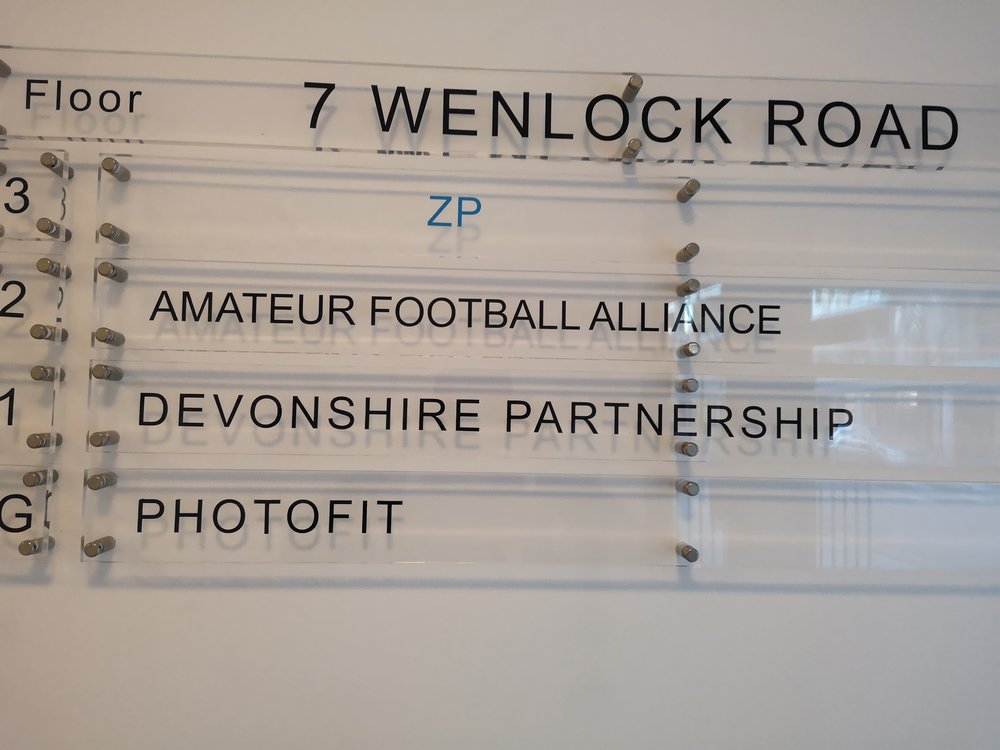 Floor 7 WENLOCK ROAD
3 ZP
2 AMATEUR FOOTBALL ALLIANCE
1 DEVONSHIRE PARTNERSHIP
G PHOTOFIT